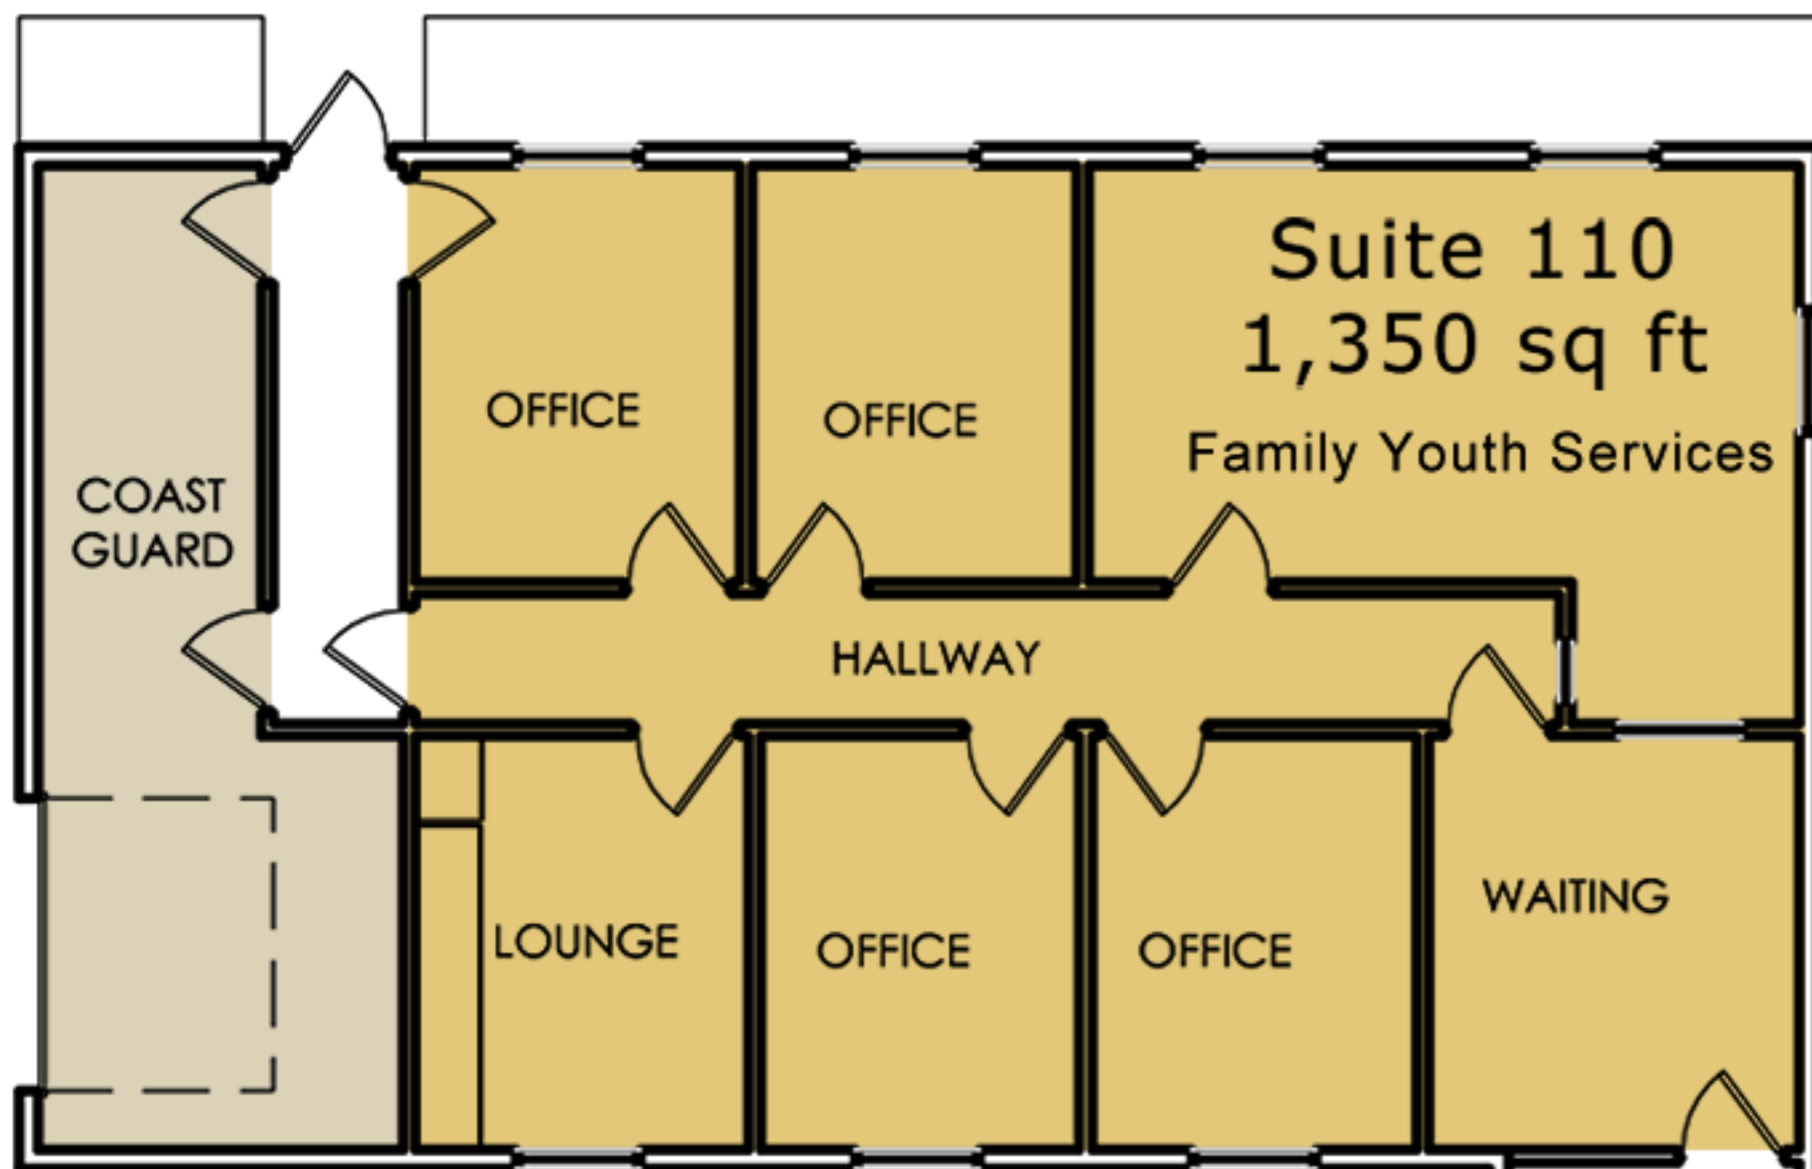 Suite 110
1,350 sq ft
Family Youth Services
OFFICE
OFFICE
COAST
GUARD
HALLWAY
LOUNGE
OFFICE
OFFICE
WAITING